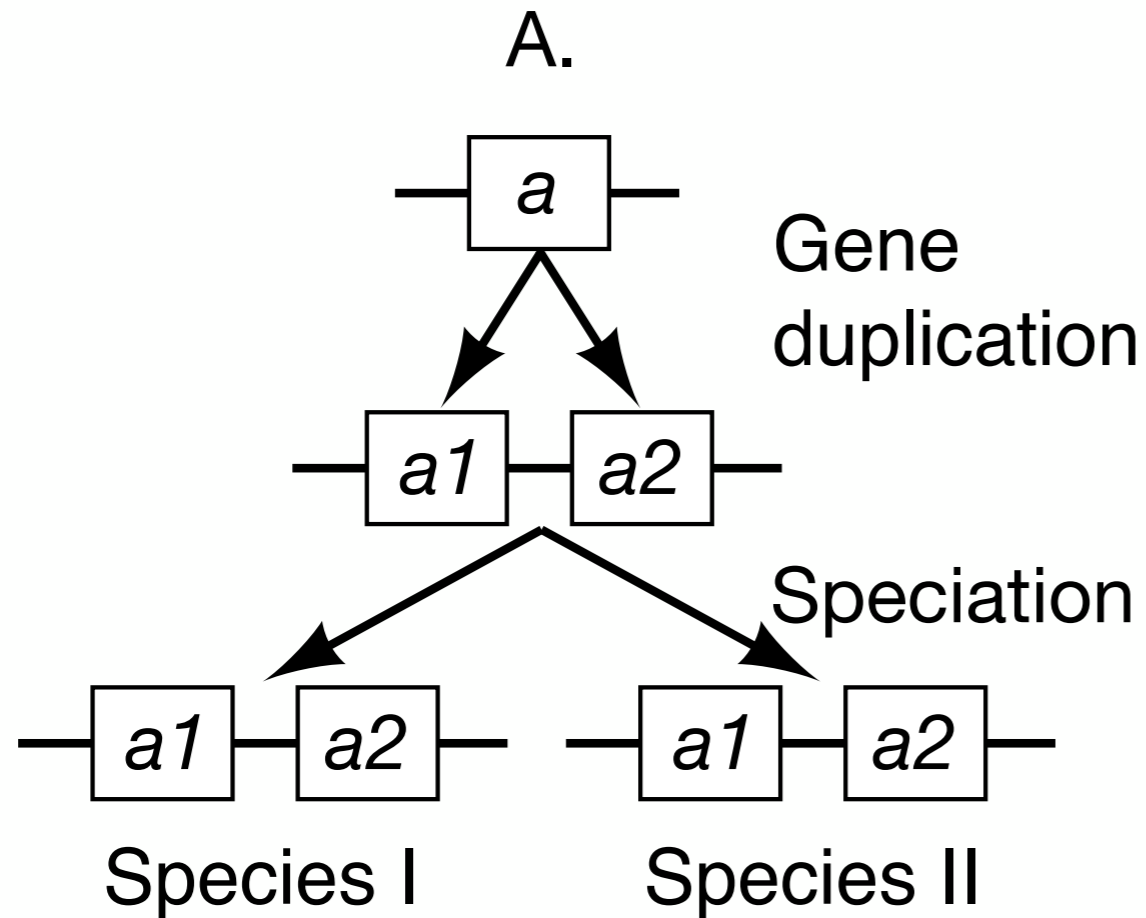 A.
a
Gene
duplication
a1 a2
Speciation
a1 a2 a1 a2
Species I Species II